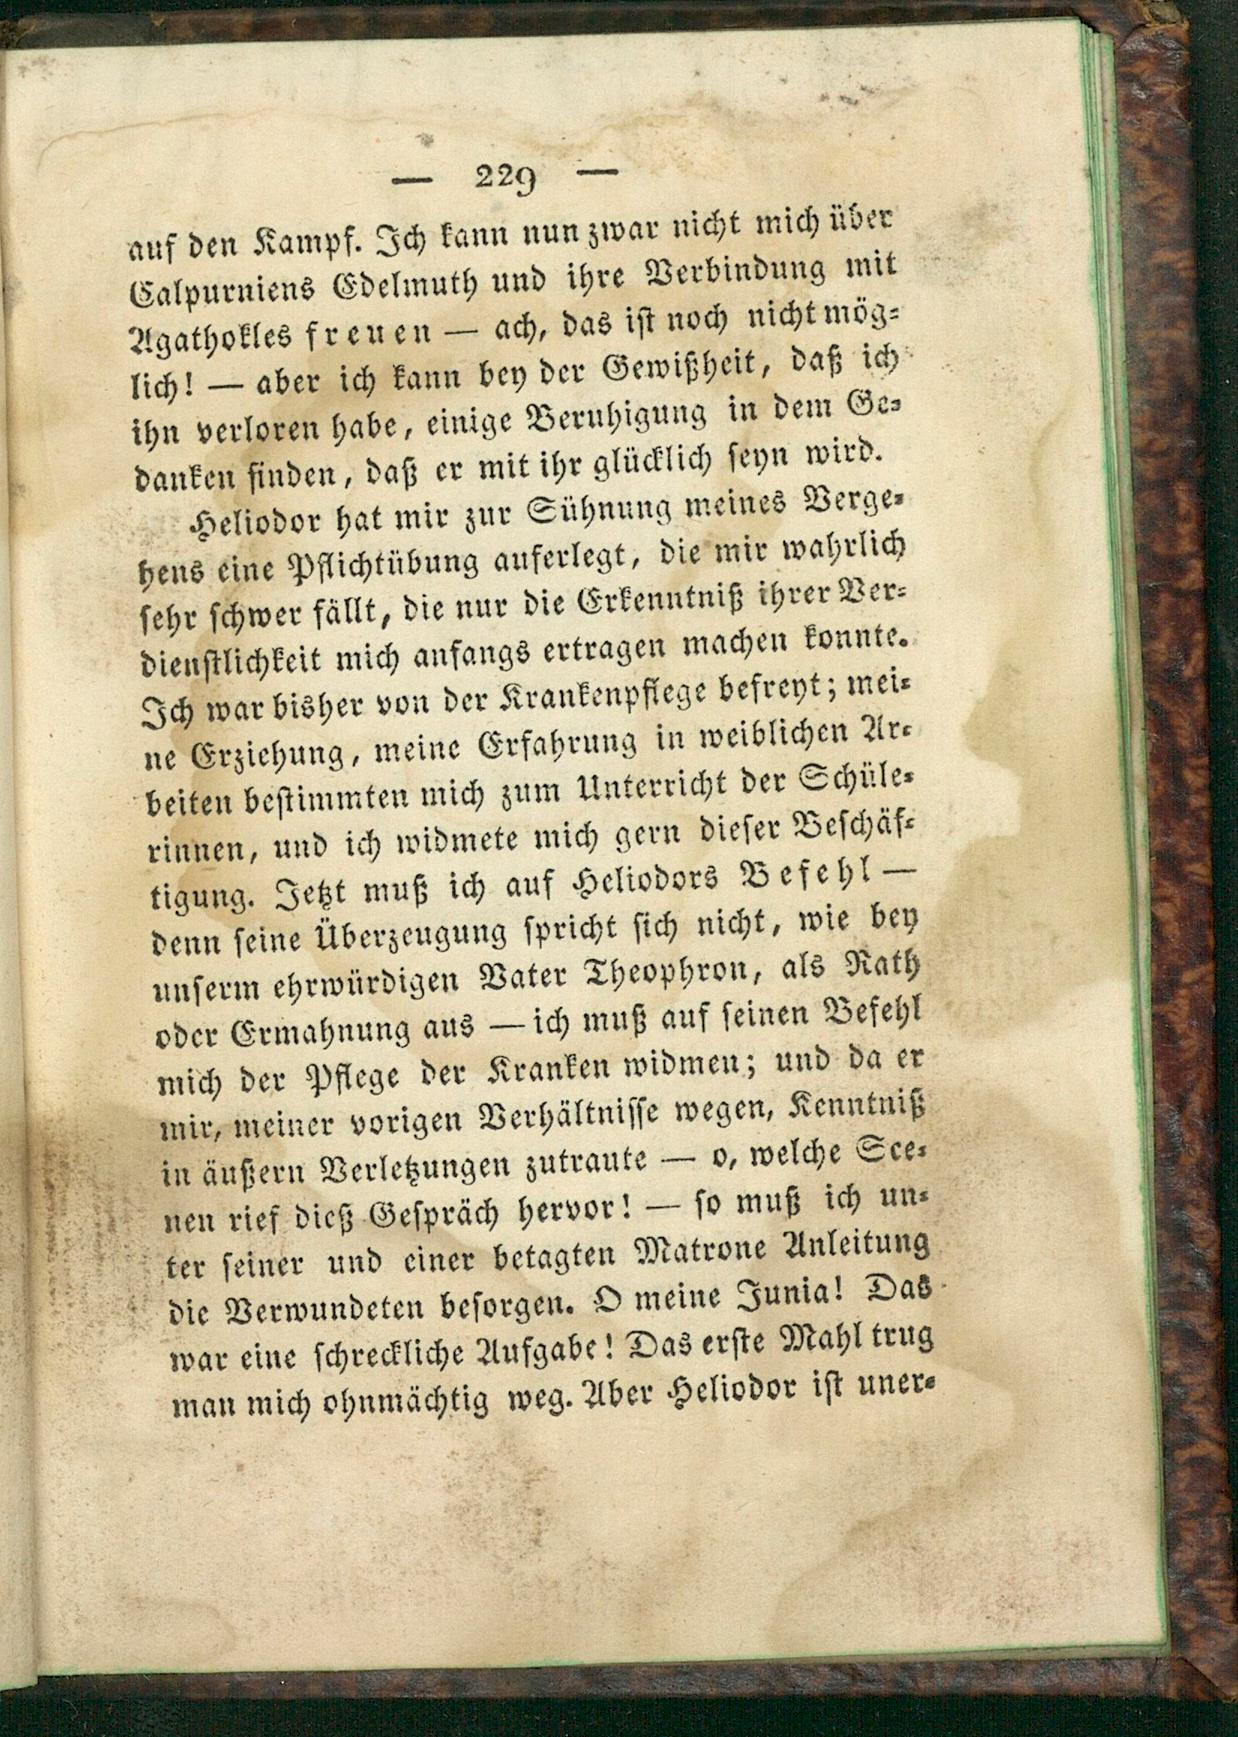 — 229 —
auf den Kampf. Ich kann nun zwar nicht mich über
Calpurniens Edelmuth und ihre Verbindung mit
Agathokles freuen — ach, das ist noch nicht mög-
lich! — aber ich kann bey der Gewißheit, daß ich
ihn verloren habe, einige Beruhigung in dem Ge-
danken finden, daß er mit ihr glücklich seyn wird.
Heliodor hat mir zur Sühnung meines Verge-
hens eine Pflichtübung auferlegt, die mir wahrlich
sehr schwer fällt, die nur die Erkenntniß ihrer Ver-
dienstlichkeit mich anfangs ertragen machen konnte.
Ich war bisher von der Krankenpflege befreyt; mei-
ne Erziehung, meine Erfahrung in weiblichen Ar-
beiten bestimmten mich zum Unterricht der Schüle-
rinnen, und ich widmete mich gern dieser Beschäf-
tigung. Jetzt muß ich auf Heliodors Befehl —
denn seine Überzeugung spricht sich nicht, wie bey
unserm ehrwürdigen Vater Theophron, als Rath
oder Ermahnung aus — ich muß auf seinen Befehl
mich der Pflege der Kranken widmen; und da er
mir, meiner vorigen Verhältnisse wegen, Kenntniß
in äußern Verletzungen zutraute — o, welche Sce-
nen rief dieß Gespräch hervor! — so muß ich un-
ter seiner und einer betagten Matrone Anleitung
die Verwundeten besorgen. O meine Junia! Das
war eine schreckliche Aufgabe! Das erste Mahl trug
man mich ohnmächtig weg. Aber Heliodor ist uner-